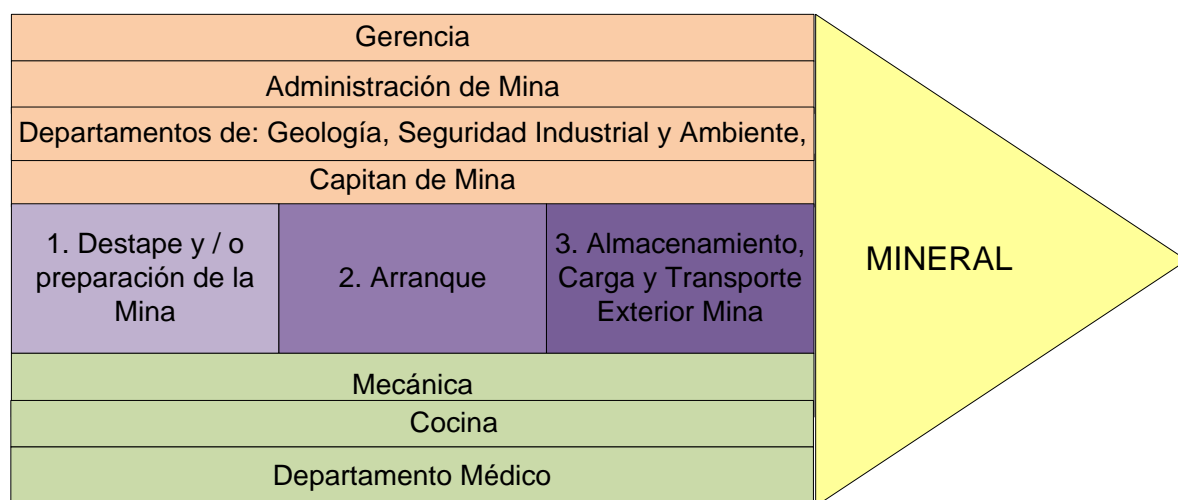 Gerencia
Administración de Mina
Departamentos de: Geología, Seguridad Industrial y Ambiente,
Capitan de Mina
1. Destape y / o
preparación de la
Mina
2. Arranque
3. Almacenamiento,
Carga y Transporte
Exterior Mina
MINERAL
Mecánica
Cocina
Departamento Médico